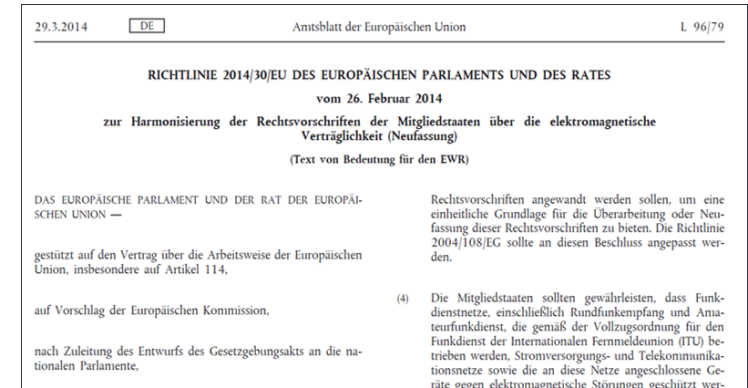 29.3.2014 DE Amtsblatt der Europäischen Union L 96/79
RICHTLINIE 2014/30/EU DES EUROPÄISCHEN PARLAMENTS UND DES RATES
vom 26. Februar 2014
zur Harmonisierung der Rechtsvorschriften der Mitgliedstaaten über die elektromagnetische
Verträglichkeit (Neufassung)
(Text von Bedeutung für den EWR)
DAS EUROPÄISCHE PARLAMENT UND DER RAT DER EUROPÄI-
SCHEN UNION —
gestützt auf den Vertrag über die Arbeitsweise der Europäischen
Union, insbesondere auf Artikel 114,
auf Vorschlag der Europäischen Kommission,
nach Zuleitung des Entwurfs des Gesetzgebungsakts an die na-
tionalen Parlamente,
Rechtsvorschriften angewandt werden sollen, um eine
einheitliche Grundlage für die Überarbeitung oder Neu-
fassung dieser Rechtsvorschriften zu bieten. Die Richtlinie
2004/108/EG sollte an diesen Beschluss angepasst wer-
den.
(4) Die Mitgliedstaaten sollten gewährleisten, dass Funk-
dienstnetze, einschließlich Rundfunkempfang und Ama-
teurfunkdienst, die gemäß der Vollzugsordnung für den
Funkdienst der Internationalen Fernmeldeunion (ITU) be-
trieben werden, Stromversorgungs- und Telekommunika-
tionsnetze sowie die an diese Netze angeschlossene Ge-
räte gegen elektromagnetische Störungen geschützt wer-